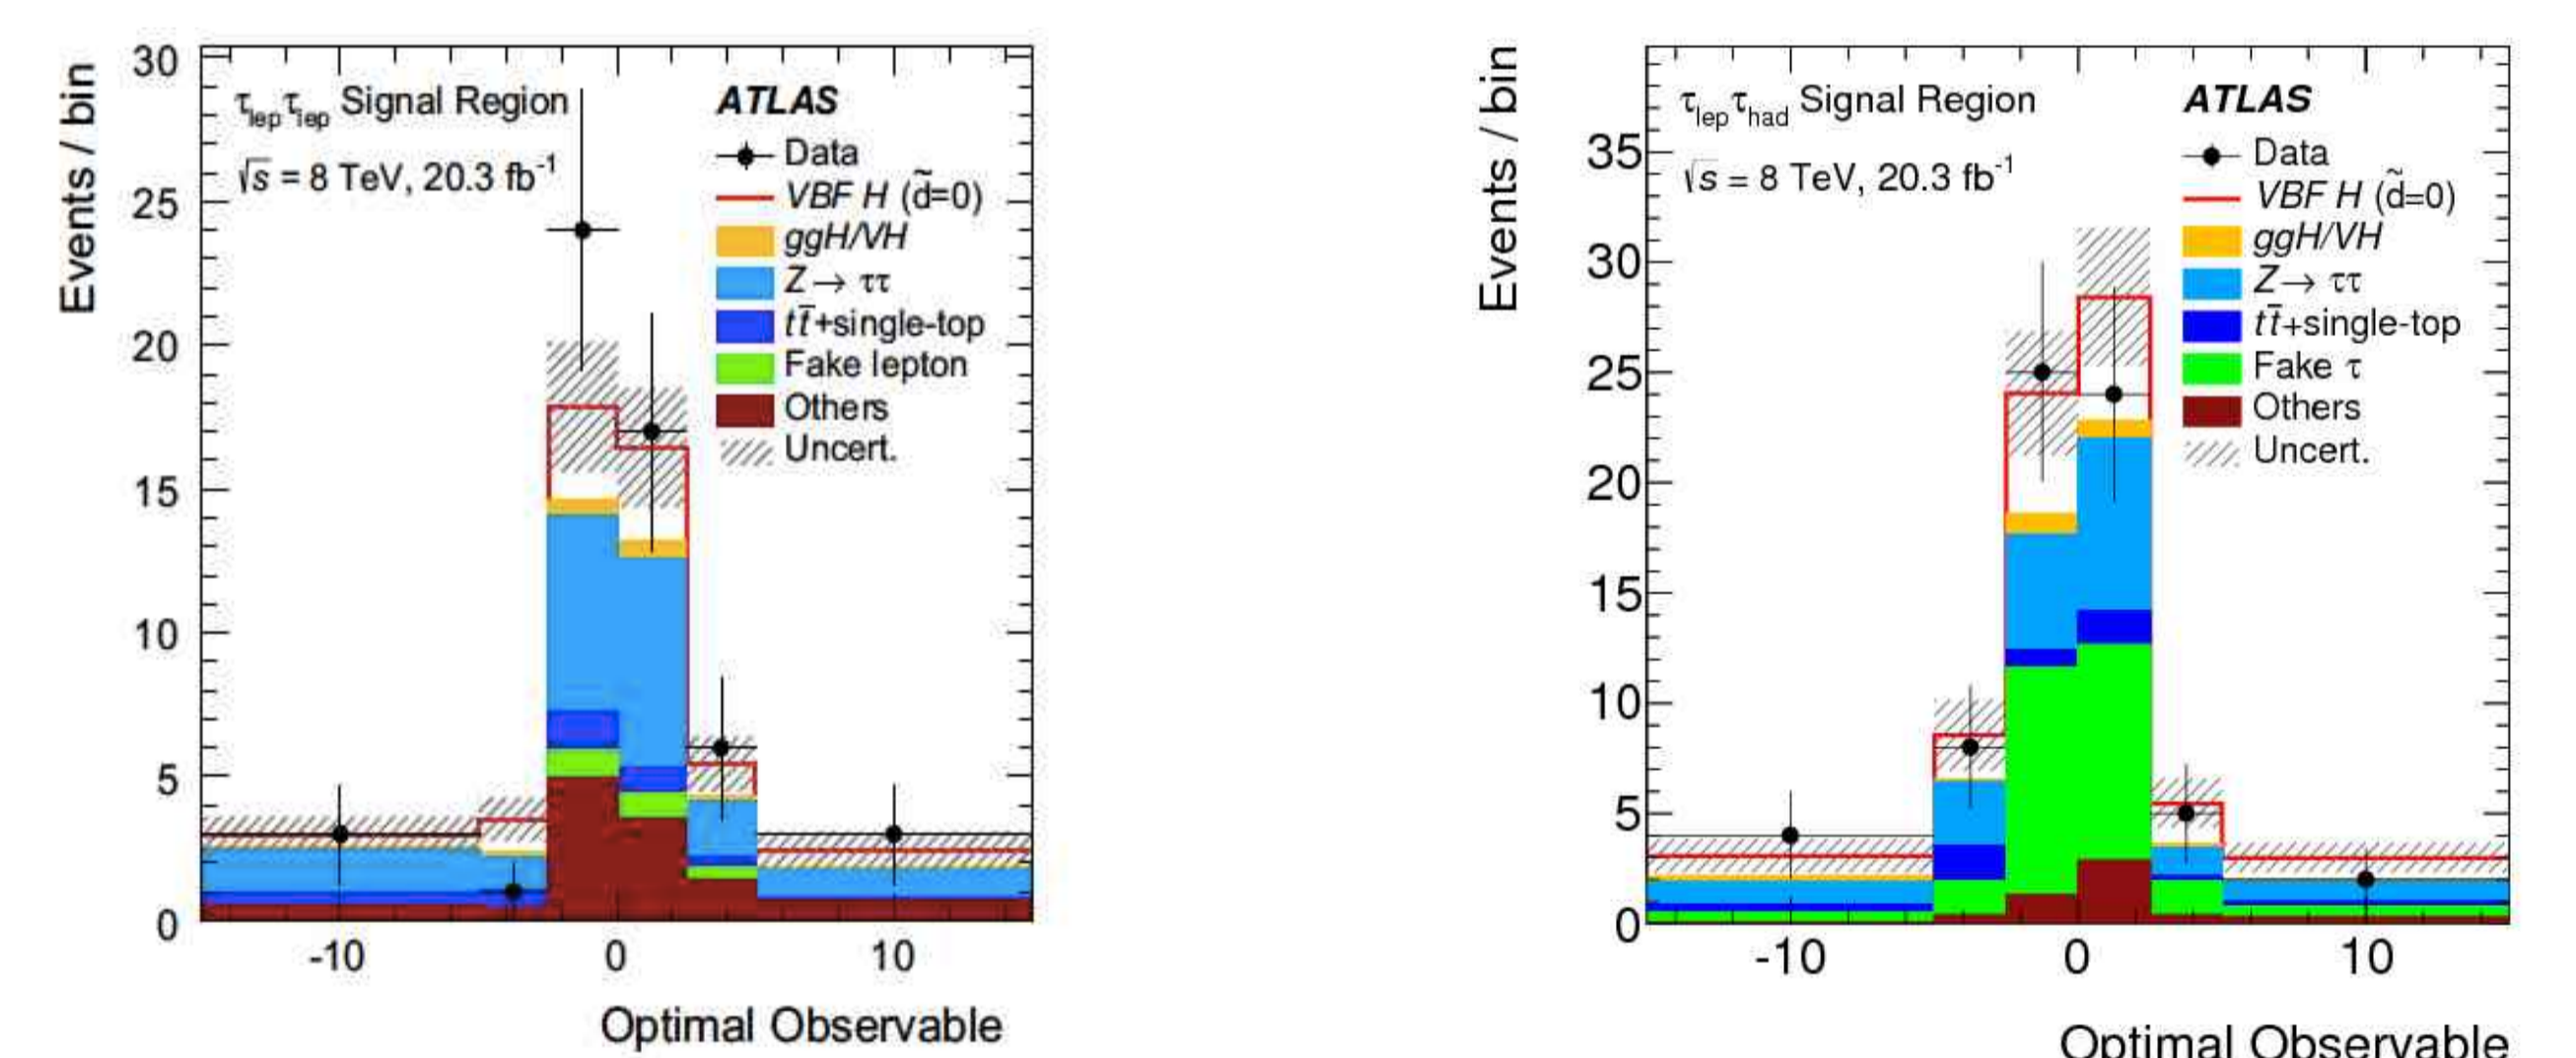 Events / bin
30
25
20
15
10
5
0
τlepτlep Signal Region
√s = 8 TeV, 20.3 fb-1
ATLAS
Data
VBF H (d̃=0)
ggH/VH
Z→ ττ
tt̄+single-top
Fake lepton
Others
Uncert.
-10 0 10
Optimal Observable
Events / bin
35
30
25
20
15
10
5
0
τlepτhad Signal Region
√s = 8 TeV, 20.3 fb-1
ATLAS
Data
VBF H (d̃=0)
ggH/VH
Z→ ττ
tt̄+single-top
Fake τ
Others
Uncert.
-10 0 10
Optimal Observable